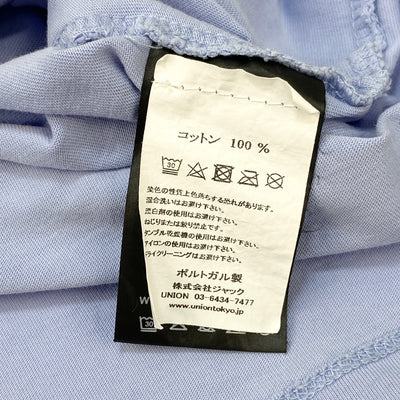 コットン 100 %
30
染色の性質上色落ちする恐れがあります。
混合洗いはお避け下さい。
漂白剤の使用はお避け下さい。
ねじりまたは絞り禁止です。
タンブル乾燥機の使用はお避け下さい。
アイロンの使用はお避け下さい。
ドライクリーニングはお避け下さい。
ポルトガル製
株式会社ジャック
UNION 03-6434-7477
www.uniontokyo.jp
W
30